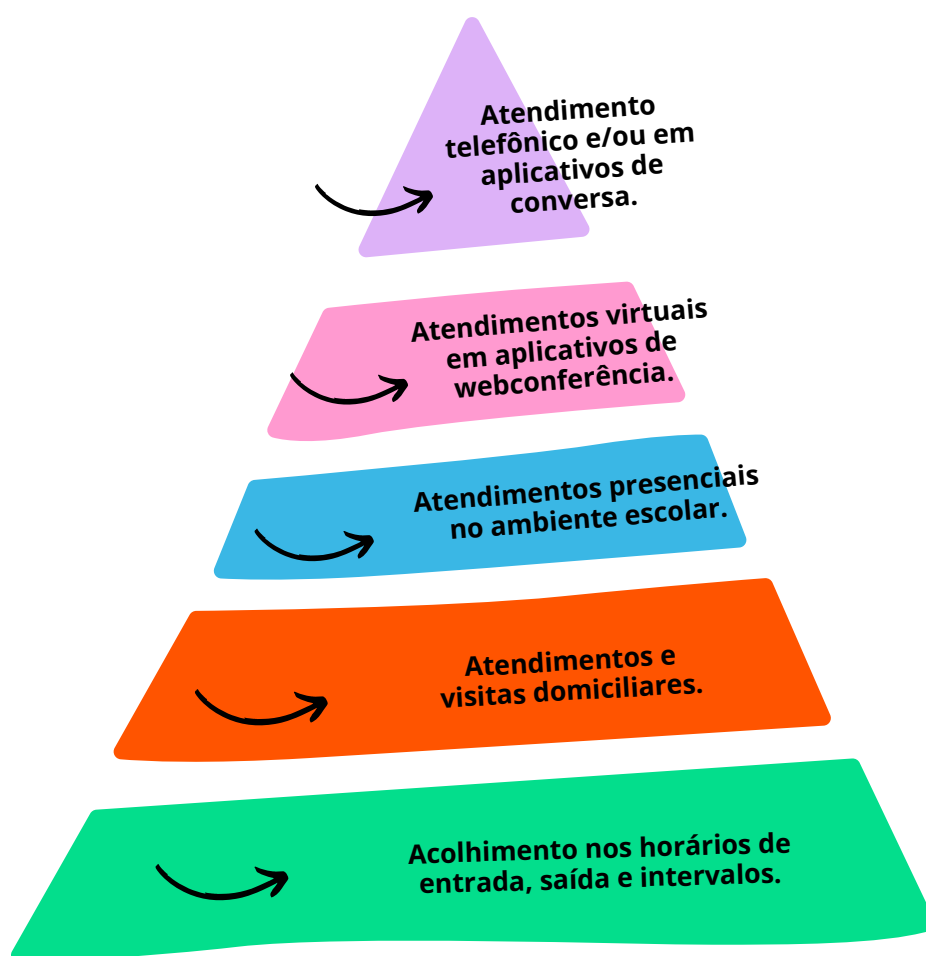 Atendimento
telefônico e/ou em
aplicativos de
conversa.
Atendimentos virtuais
em aplicativos de
webconferência.
Atendimentos presenciais
no ambiente escolar.
Atendimentos e
visitas domiciliares.
Acolhimento nos horários de
entrada, saída e intervalos.